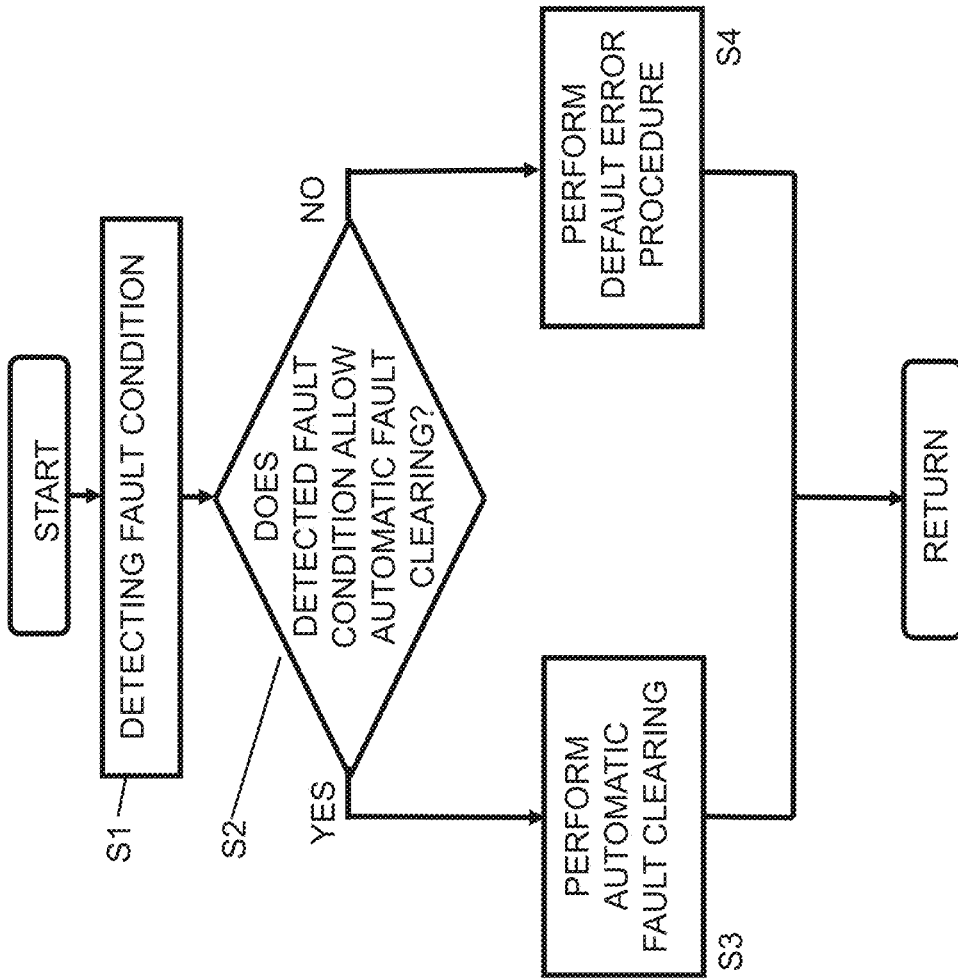 START
S1
DETECTING FAULT CONDITION
S2
DOES
DETECTED FAULT
CONDITION ALLOW
AUTOMATIC FAULT
CLEARING?
YES
NO
PERFORM
AUTOMATIC
FAULT CLEARING
S3
PERFORM
DEFAULT ERROR
PROCEDURE
S4
RETURN